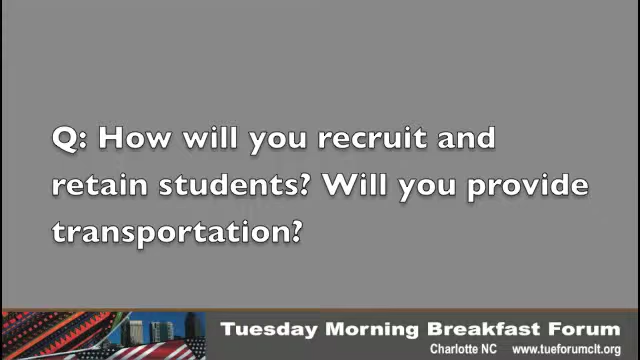 Q: How will you recruit and
retain students? Will you provide
transportation?
Tuesday Morning Breakfast Forum
Charlotte NC www.tueforumclt.org